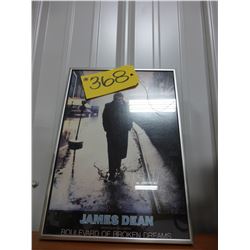 368
JAMES DEAN
BOULEVARD OF BROKEN DREAMS